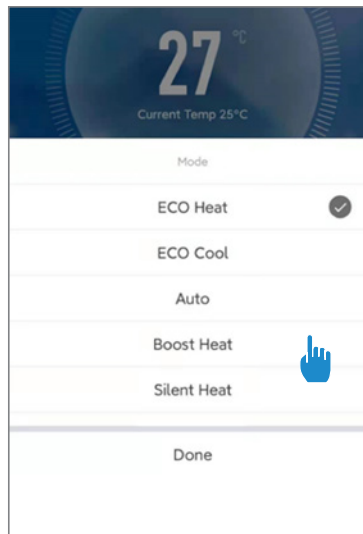 27 °C
Current Temp 25°C
Mode
ECO Heat
ECO Cool
Auto
Boost Heat
Silent Heat
Done